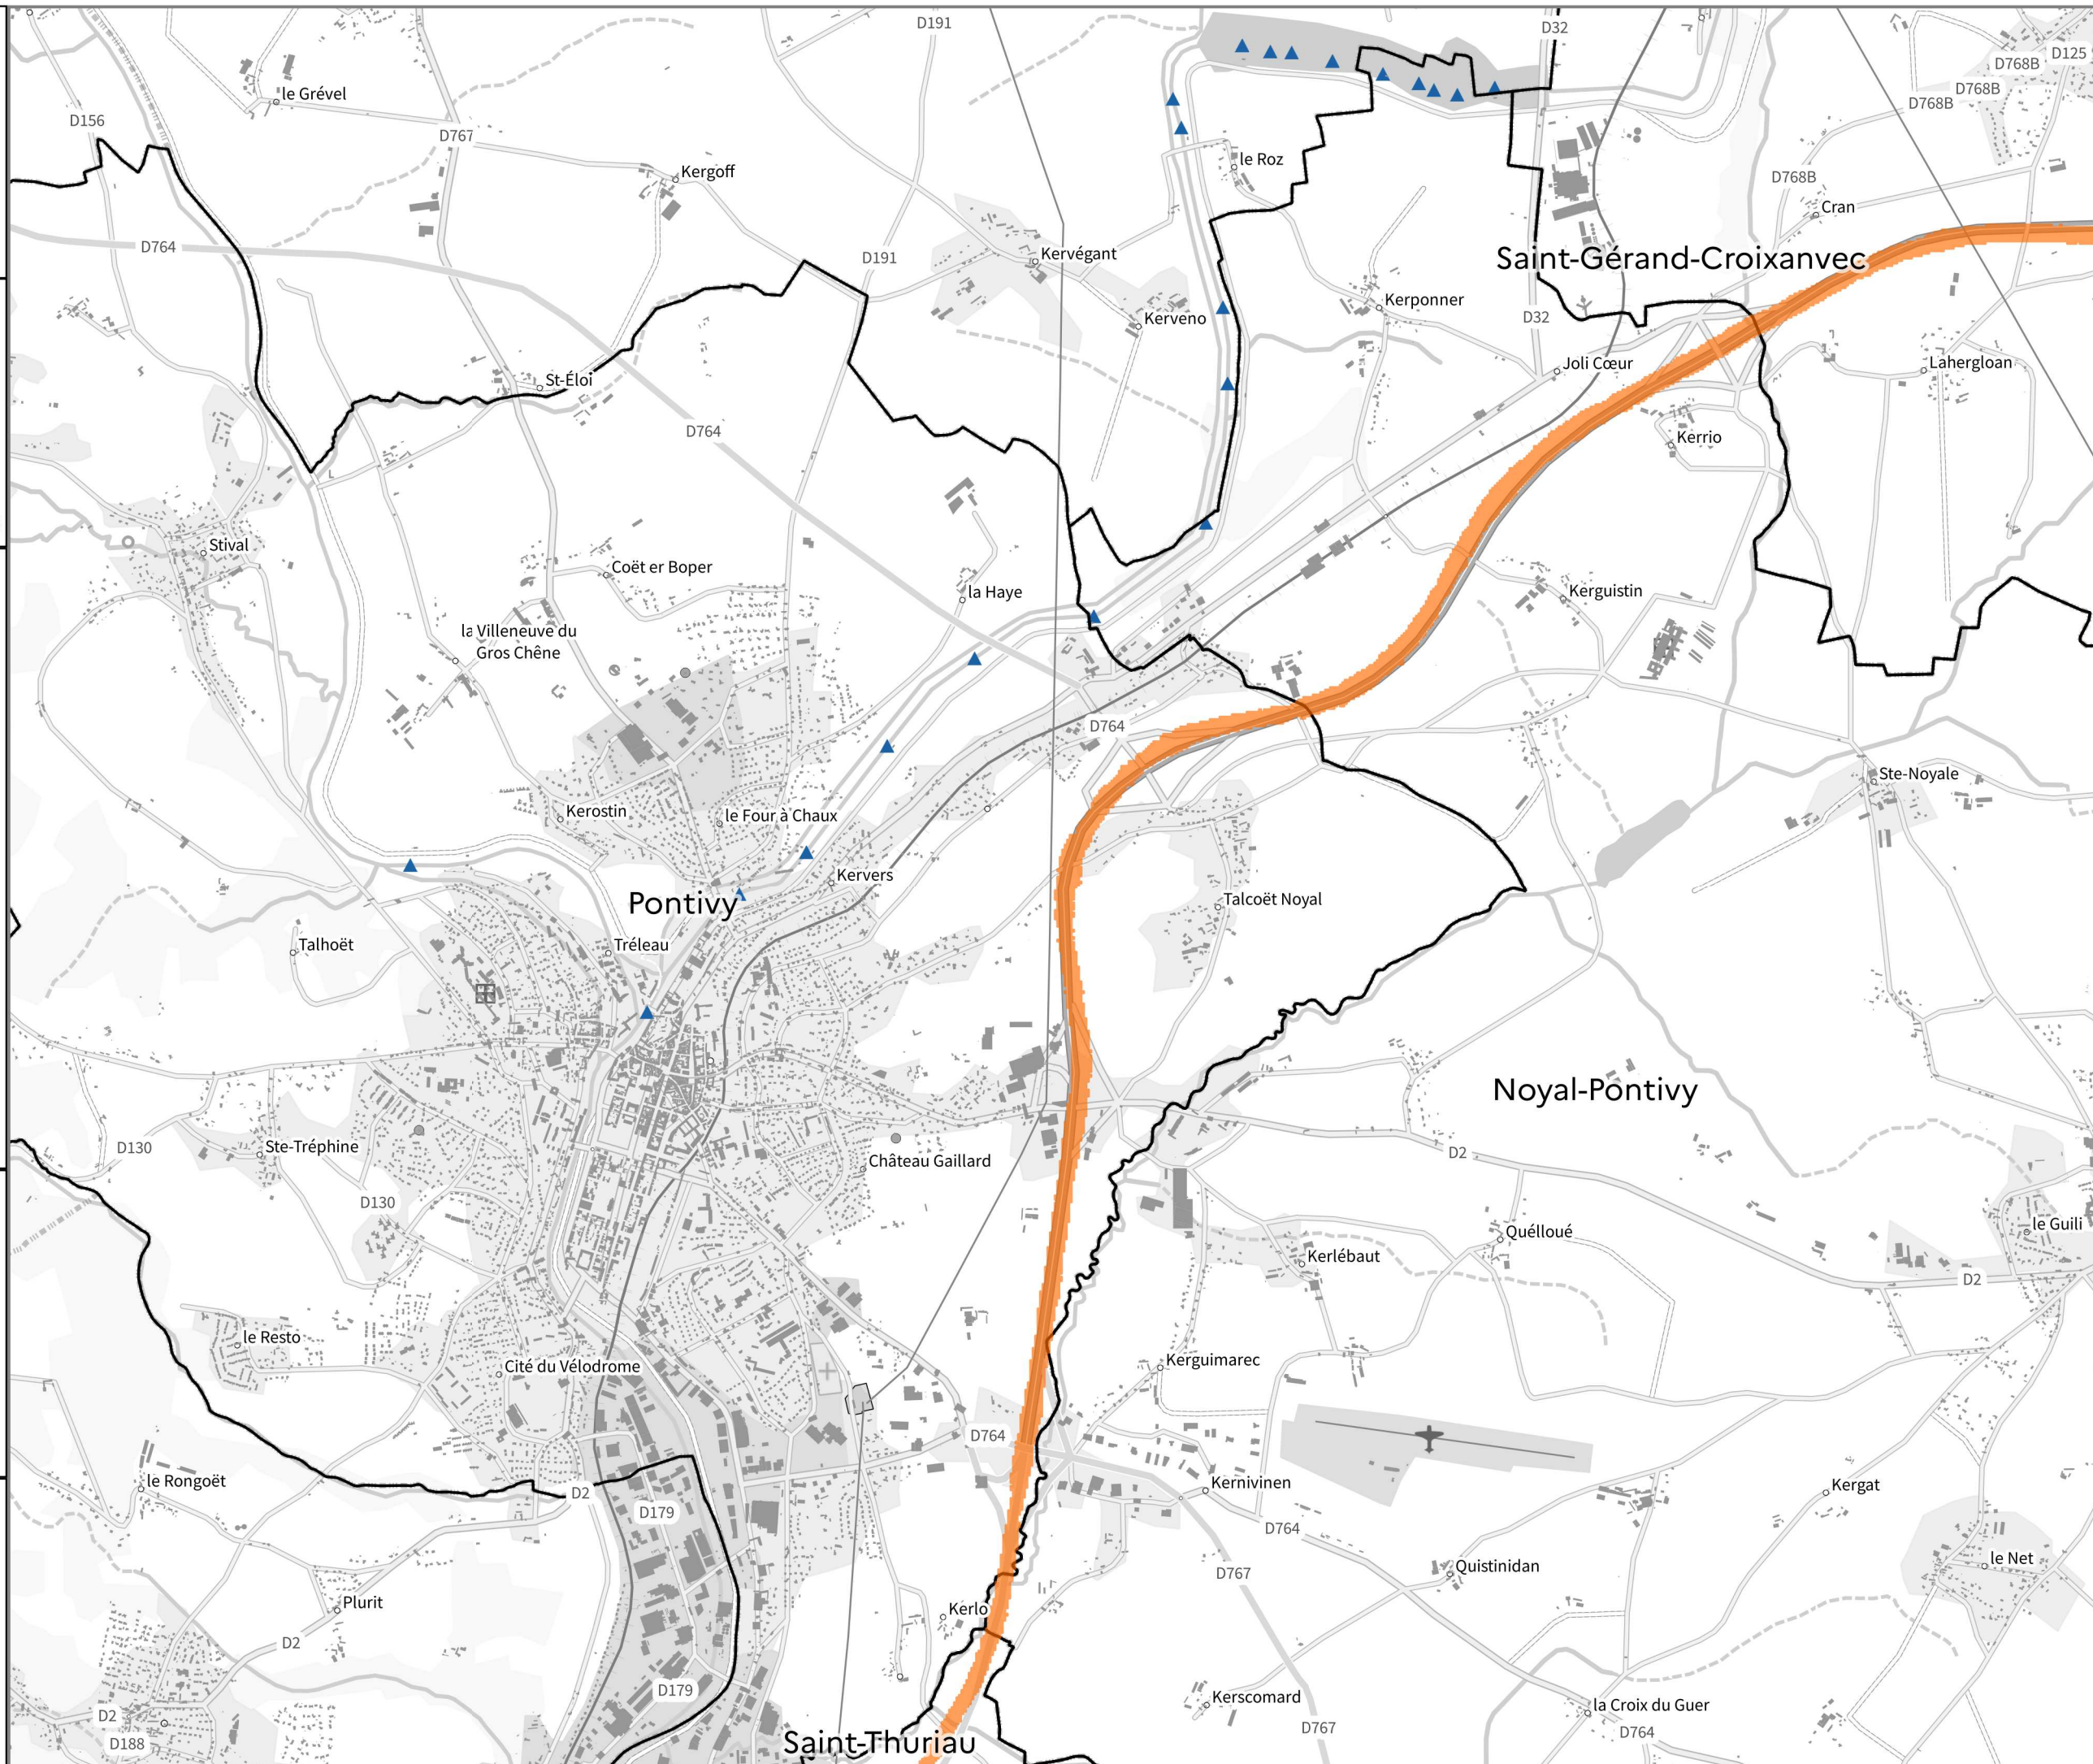 D191
D32
D768B
D125
le Grével
D768B
D768B
D156
D767
le Roz
Kergoff
D768B
Cran
D764
D191
Kervégant
Saint-Gérand-Croixanvec
Kerponner
Kerveno
D32
Joli Cœur
Lahergloan
St-Éloi
D764
Kerrio
Stival
Coët er Boper
la Haye
Kerguistin
la Villeneuve du
Gros Chêne
D764
Ste-Noyale
Kerostin
le Four à Chaux
Kervers
Pontivy
Talcoët Noyal
Talhoët
Tréleau
Noyal-Pontivy
D130
Ste-Tréphine
D2
Château Gaillard
D130
le Guili
Quélloué
Kerlébaut
D2
le Resto
Cité du Vélodrome
Kerguimarec
D764
le Rongoët
Kernivinen
Kergat
D2
D179
D764
le Net
Quistinidan
D767
Plurit
Kerlo
D2
D179
Kerscomard
la Croix du Guer
D2
D767
D764
D188
Saint-Thuriau